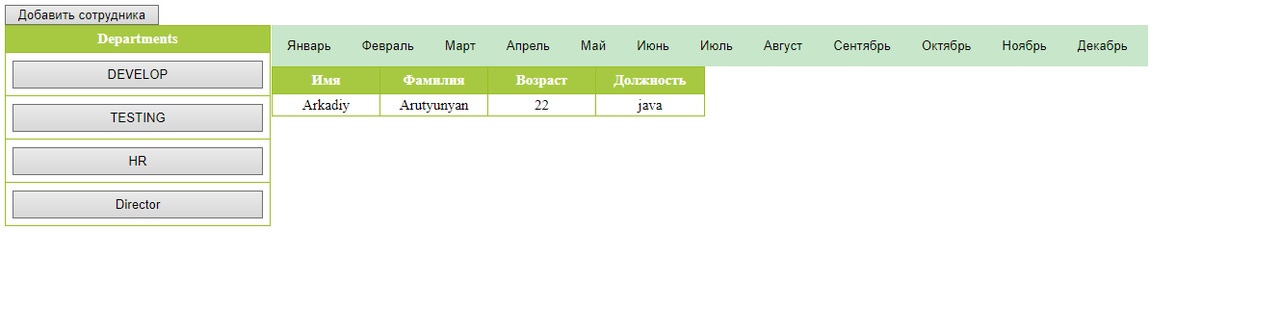 Добавить сотрудника
Departments
DEVELOP
TESTING
HR
Director
Январь Февраль Март Апрель Май Июнь Июль Август Сентябрь Октябрь Ноябрь Декабрь
Имя Фамилия Возраст Должность
Arkadiy Arutyunyan 22 java